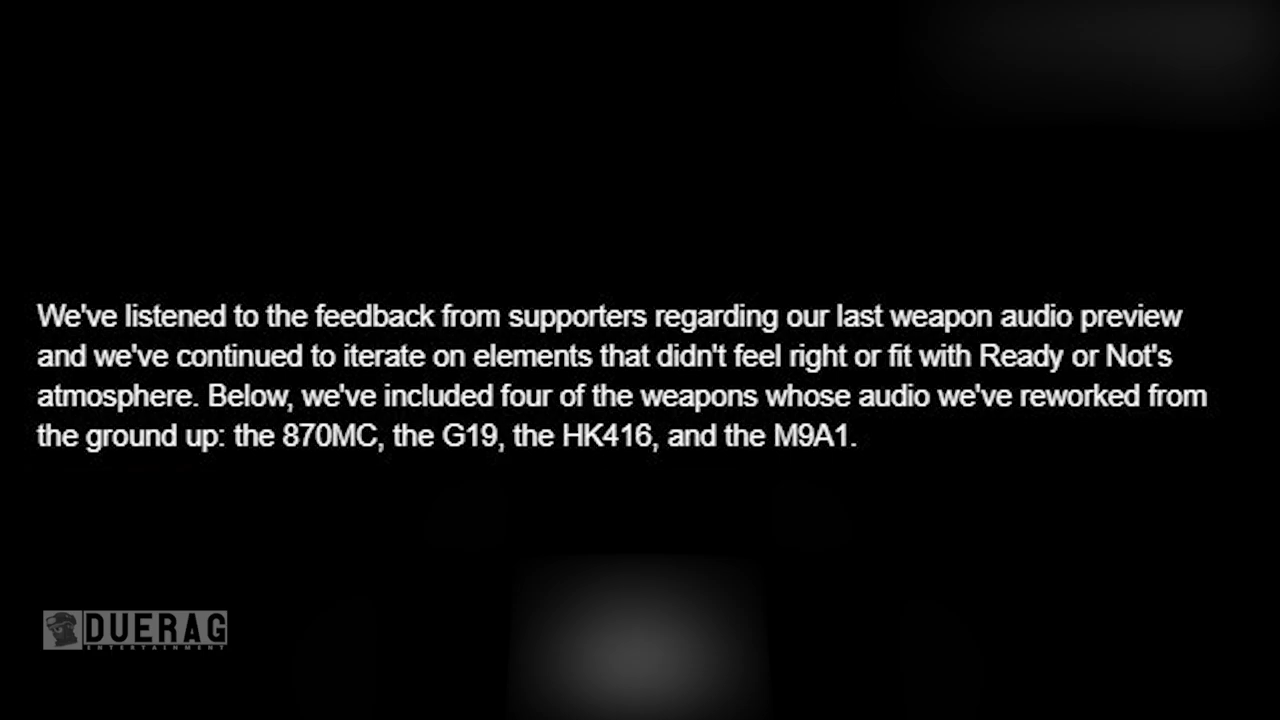 We've listened to the feedback from supporters regarding our last weapon audio preview
and we've continued to iterate on elements that didn't feel right or fit with Ready or Not's
atmosphere. Below, we've included four of the weapons whose audio we've reworked from
the ground up: the 870MC, the G19, the HK416, and the M9A1.
DUERAG
ENTERTAINMENT